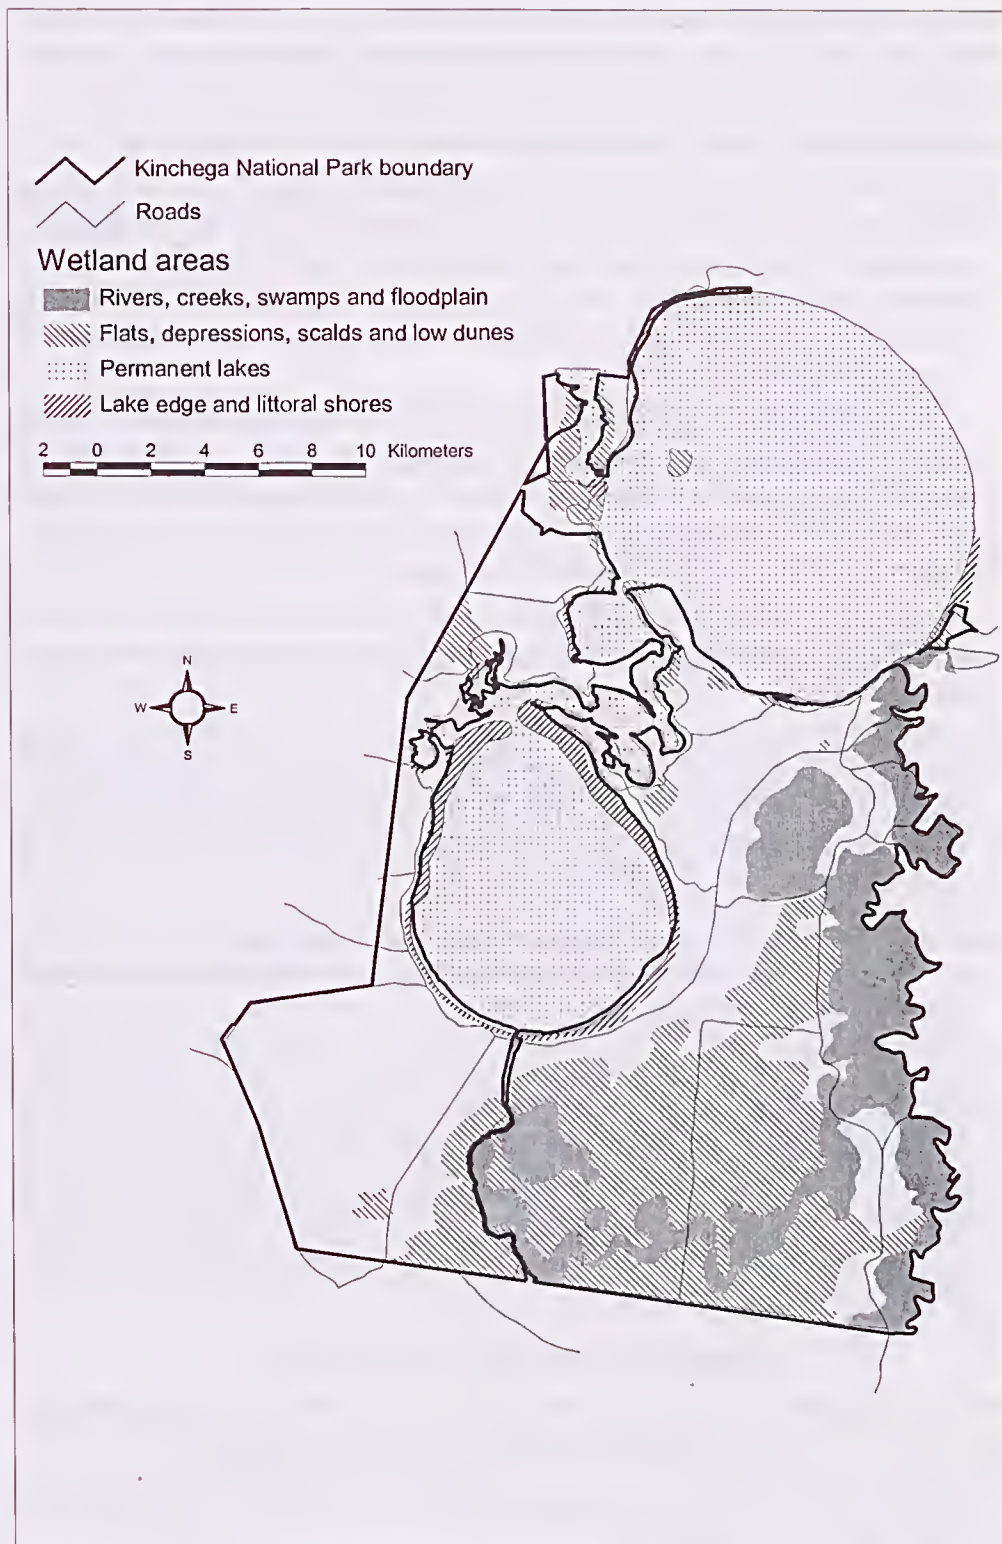 Kinchega National Park boundary
Roads
Wetland areas
Rivers, creeks, swamps and floodplain
Flats, depressions, scalds and low dunes
Permanent lakes
Lake edge and littoral shores
2 0 2 4 6 8 10 Kilometers
N
W E
S